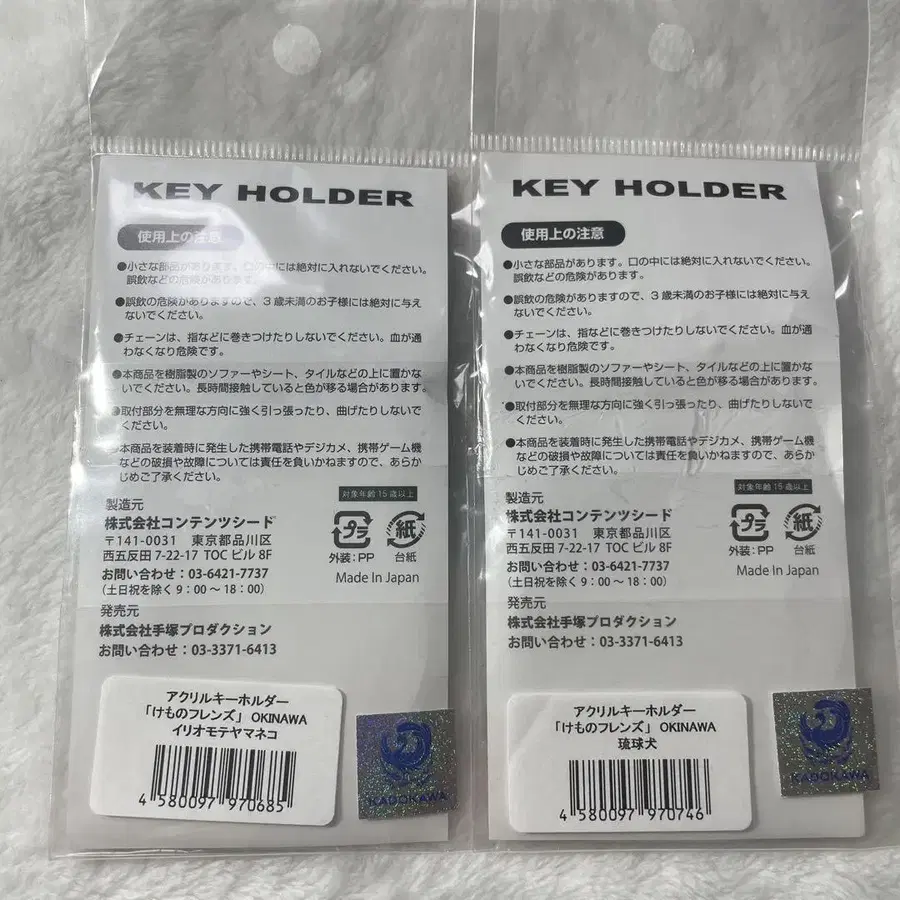 KEY HOLDER
使用上の注意
●小さな部品があります。口の中には絶対に入れないでください。
誤飲などの危険があります。
●誤飲の危険がありますので、3歳未満のお子様には絶対に与え
ないでください。
●チェーンは、指などに巻きつけたりしないでください。血が通
わなくなり危険です。
●本商品を樹脂製のソファーやシート、タイルなどの上に置かな
いでください。長時間接触していると色が移る場合があります。
●取付部分を無理な方向に強く引っ張ったり、曲げたりしないで
ください。
●本商品を装着時に発生した携帯電話やデジカメ、携帯ゲーム機
などの破損や故障については責任を負いかねますので、あらか
じめご了承ください。
対象年齢15歳以上
製造元
株式会社コンテンツシード
〒141-0031 東京都品川区
西五反田 7-22-17 TOC ビル 8F
お問い合わせ：03-6421-7737
（土日祝を除く 9：00 ～ 18：00）
プラ
外装：PP
紙
台紙
Made In Japan
発売元
株式会社手塚プロダクション
お問い合わせ：03-3371-6413
アクリルキーホルダー
「けものフレンズ」 OKINAWA
イリオモテヤマネコ
4 580097 970685
KADOKAWA
KEY HOLDER
使用上の注意
●小さな部品があります。口の中には絶対に入れないでください。
誤飲などの危険があります。
●誤飲の危険がありますので、3歳未満のお子様には絶対に与え
ないでください。
●チェーンは、指などに巻きつけたりしないでください。血が通
わなくなり危険です。
●本商品を樹脂製のソファーやシート、タイルなどの上に置かな
いでください。長時間接触していると色が移る場合があります。
●取付部分を無理な方向に強く引っ張ったり、曲げたりしないで
ください。
●本商品を装着時に発生した携帯電話やデジカメ、携帯ゲーム機
などの破損や故障については責任を負いかねますので、あらか
じめご了承ください。
対象年齢15歳以上
製造元
株式会社コンテンツシード
〒141-0031 東京都品川区
西五反田 7-22-17 TOC ビル 8F
お問い合わせ：03-6421-7737
（土日祝を除く 9：00 ～ 18：00）
プラ
外装：PP
紙
台紙
Made In Japan
発売元
株式会社手塚プロダクション
お問い合わせ：03-3371-6413
アクリルキーホルダー
「けものフレンズ」 OKINAWA
琉球犬
4 580097 970746
KADOKAWA